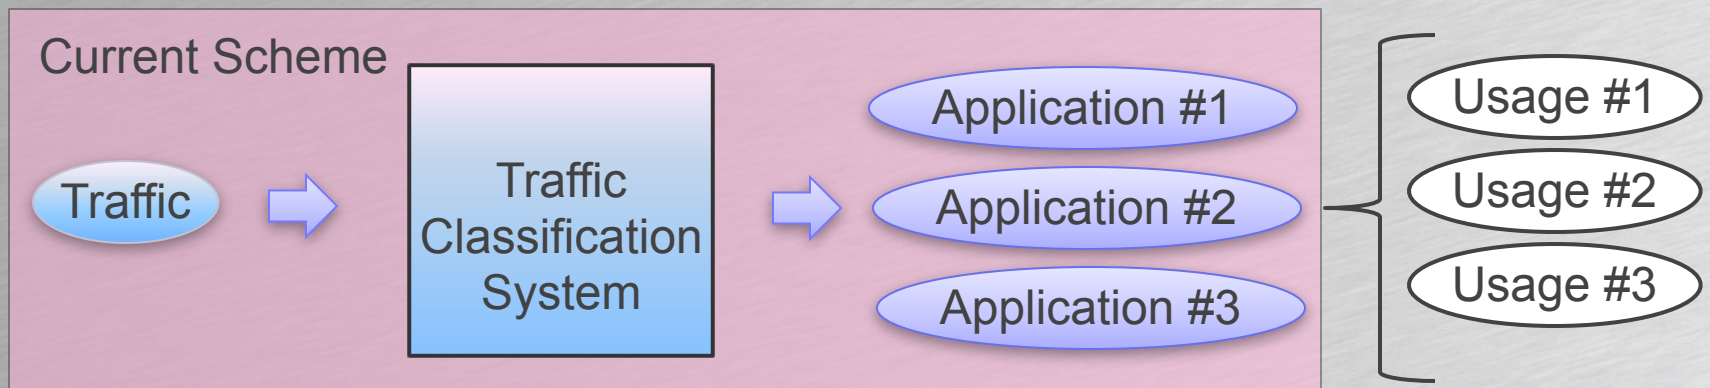 Current Scheme
Traffic
Traffic
Classification
System
Application #1
Application #2
Application #3
Usage #1
Usage #2
Usage #3